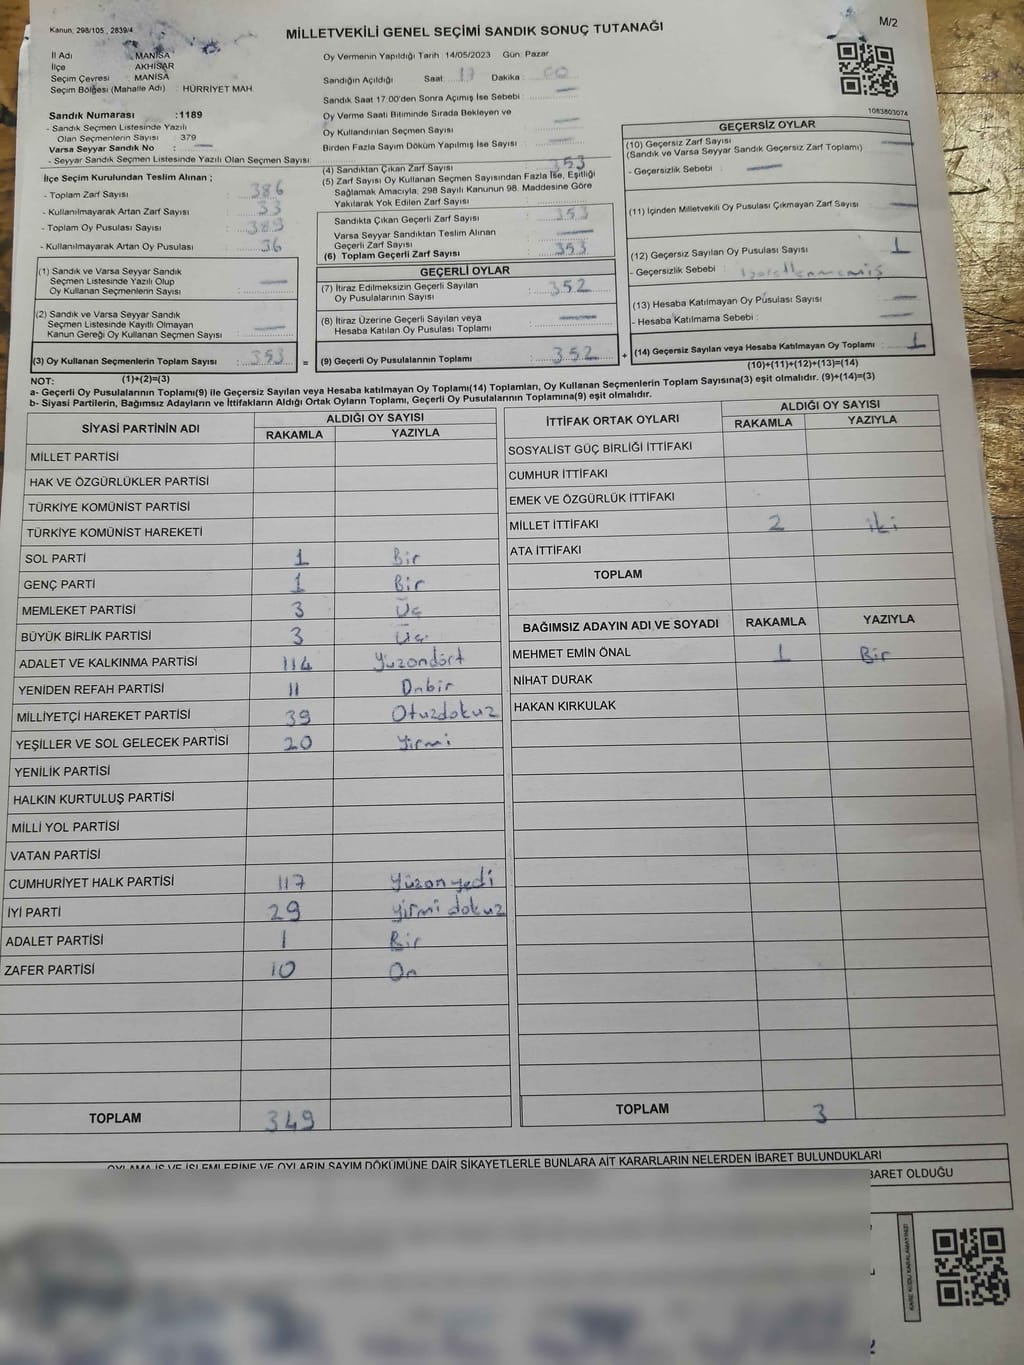 Kanun, 298/105 , 2839/4
MİLLETVEKİLİ GENEL SEÇİMİ SANDIK SONUÇ TUTANAĞI
M/2
İl Adı : MANİSA
İlçe : AKHİSAR
Seçim Çevresi : MANİSA
Seçim Bölgesi (Mahalle Adı) : HÜRRİYET MAH.
Oy Vermenin Yapıldığı Tarih : 14/05/2023 Gün: Pazar
Sandığın Açıldığı Saat : 17 Dakika : 00
Sandık Saat 17:00'den Sonra Açımış İse Sebebi :
Oy Verme Saati Bitiminde Sırada Bekleyen ve
Oy Kullandırılan Seçmen Sayısı
Birden Fazla Sayım Döküm Yapılmış İse Sayısı :
1083803074
Sandık Numarası :1189
- Sandık Seçmen Listesinde Yazılı
Olan Seçmenlerin Sayısı : 379
Varsa Seyyar Sandık No :
- Seyyar Sandık Seçmen Listesinde Yazılı Olan Seçmen Sayısı :
İlçe Seçim Kurulundan Teslim Alınan ;
- Toplam Zarf Sayısı : 386
- Kullanılmayarak Artan Zarf Sayısı : 33
- Toplam Oy Pusulası Sayısı : 389
- Kullanılmayarak Artan Oy Pusulası : 36
(1) Sandık ve Varsa Seyyar Sandık
Seçmen Listesinde Yazılı Olup
Oy Kullanan Seçmenlerin Sayısı
(2) Sandık ve Varsa Seyyar Sandık
Seçmen Listesinde Kayıtlı Olmayan
Kanun Gereği Oy Kullanan Seçmen Sayısı :
(3) Oy Kullanan Seçmenlerin Toplam Sayısı : 353
(1)+(2)=(3)
(4) Sandıktan Çıkan Zarf Sayısı 353
(5) Zarf Sayısı Oy Kullanan Seçmen Sayısından Fazla İse, Eşitliği
Sağlamak Amacıyla; 298 Sayılı Kanunun 98. Maddesine Göre
Yakılarak Yok Edilen Zarf Sayısı
Sandıkta Çıkan Geçerli Zarf Sayısı : 353
Varsa Seyyar Sandıktan Teslim Alınan
Geçerli Zarf Sayısı
(6) Toplam Geçerli Zarf Sayısı : 353
GEÇERLİ OYLAR
(7) İtiraz Edilmeksizin Geçerli Sayılan
Oy Pusulalarının Sayısı : 352
(8) İtiraz Üzerine Geçerli Sayılan veya
Hesaba Katılan Oy Pusulası Toplamı
= (9) Geçerli Oy Pusulalarının Toplamı : 352 +
GEÇERSİZ OYLAR
(10) Geçersiz Zarf Sayısı
(Sandık ve Varsa Seyyar Sandık Geçersiz Zarf Toplamı)
- Geçersizlik Sebebi :
(11) İçinden Milletvekili Oy Pusulası Çıkmayan Zarf Sayısı
(12) Geçersiz Sayılan Oy Pusulası Sayısı 1
- Geçersizlik Sebebi : İşaretlenmemiş
(13) Hesaba Katılmayan Oy Pusulası Sayısı
- Hesaba Katılmama Sebebi :
(14) Geçersiz Sayılan veya Hesaba Katılmayan Oy Toplamı : 1
(10)+(11)+(12)+(13)=(14)
NOT:
a- Geçerli Oy Pusulaları Toplamı(9) ile Geçersiz Sayılan veya Hesaba katılmayan Oy Toplamı(14) Toplamları, Oy Kullanan Seçmenlerin Toplam Sayısına(3) eşit olmalıdır. (9)+(14)=(3)
b- Siyasi Partilerin, Bağımsız Adayların ve İttifakların Aldığı Ortak Oyların Toplamı, Geçerli Oy Pusulalarının Toplamına(9) eşit olmalıdır.
SİYASİ PARTİNİN ADI
ALDIĞI OY SAYISI
RAKAMLA YAZIYLA
MİLLET PARTİSİ
HAK VE ÖZGÜRLÜKLER PARTİSİ
TÜRKİYE KOMÜNİST PARTİSİ
TÜRKİYE KOMÜNİST HAREKETİ
SOL PARTİ 1 Bir
GENÇ PARTİ 1 Bir
MEMLEKET PARTİSİ 3 Üç
BÜYÜK BİRLİK PARTİSİ 3 Üç
ADALET VE KALKINMA PARTİSİ 114 Yüzondört
YENİDEN REFAH PARTİSİ 11 Onbir
MİLLİYETÇİ HAREKET PARTİSİ 39 Otuzdokuz
YEŞİLLER VE SOL GELECEK PARTİSİ 20 Yirmi
YENİLİK PARTİSİ
HALKIN KURTULUŞ PARTİSİ
MİLLİ YOL PARTİSİ
VATAN PARTİSİ
CUMHURİYET HALK PARTİSİ 117 Yüzonyedi
İYİ PARTİ 29 Yirmi dokuz
ADALET PARTİSİ 1 Bir
ZAFER PARTİSİ 10 On
TOPLAM 349
İTTİFAK ORTAK OYLARI
ALDIĞI OY SAYISI
RAKAMLA YAZIYLA
SOSYALİST GÜÇ BİRLİĞİ İTTİFAKI
CUMHUR İTTİFAKI
EMEK VE ÖZGÜRLÜK İTTİFAKI
MİLLET İTTİFAKI 2 iki
ATA İTTİFAKI
TOPLAM
BAĞIMSIZ ADAYIN ADI VE SOYADI RAKAMLA YAZIYLA
MEHMET EMİN ÖNAL 1 Bir
NİHAT DURAK
HAKAN KIRKULAK
TOPLAM 3
OYLAMA İŞ VE İŞLEMLERİNE VE OYLARIN SAYIM DÖKÜMÜNE DAİR ŞİKAYETLERLE BUNLARA AİT KARARLARIN NELERDEN İBARET BULUNDUKLARI
BARET OLDUĞU
KARE KODU KARALAMAYINIZ!